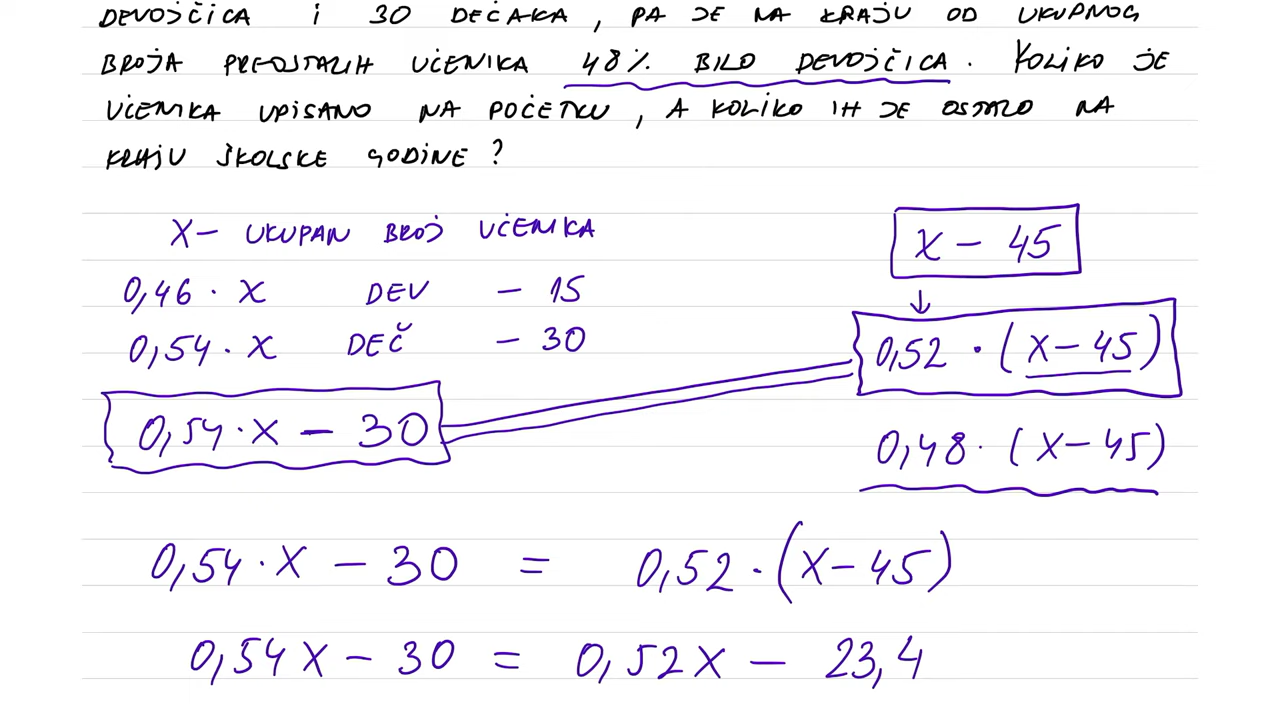 DEVOJČICA I 30 DEČAKA, PA JE NA KRAJU OD UKUPNOG
BROJA PREOSTALIH UČENIKA 48% BILO DEVOJČICA. KOLIKO JE
UČENIKA UPISANO NA POČETKU, A KOLIKO IH JE OSTALO NA
KRAJU ŠKOLSKE GODINE?
X - UKUPAN BROJ UČENIKA
X - 45
↓
0,46 · X DEV - 15
0,54 · X DEČ - 30
0,52 · (X - 45)
0,54 · X - 30
0,48 · (X - 45)
0,54 · X - 30 = 0,52 · (X - 45)
0,54X - 30 = 0,52X - 23,4